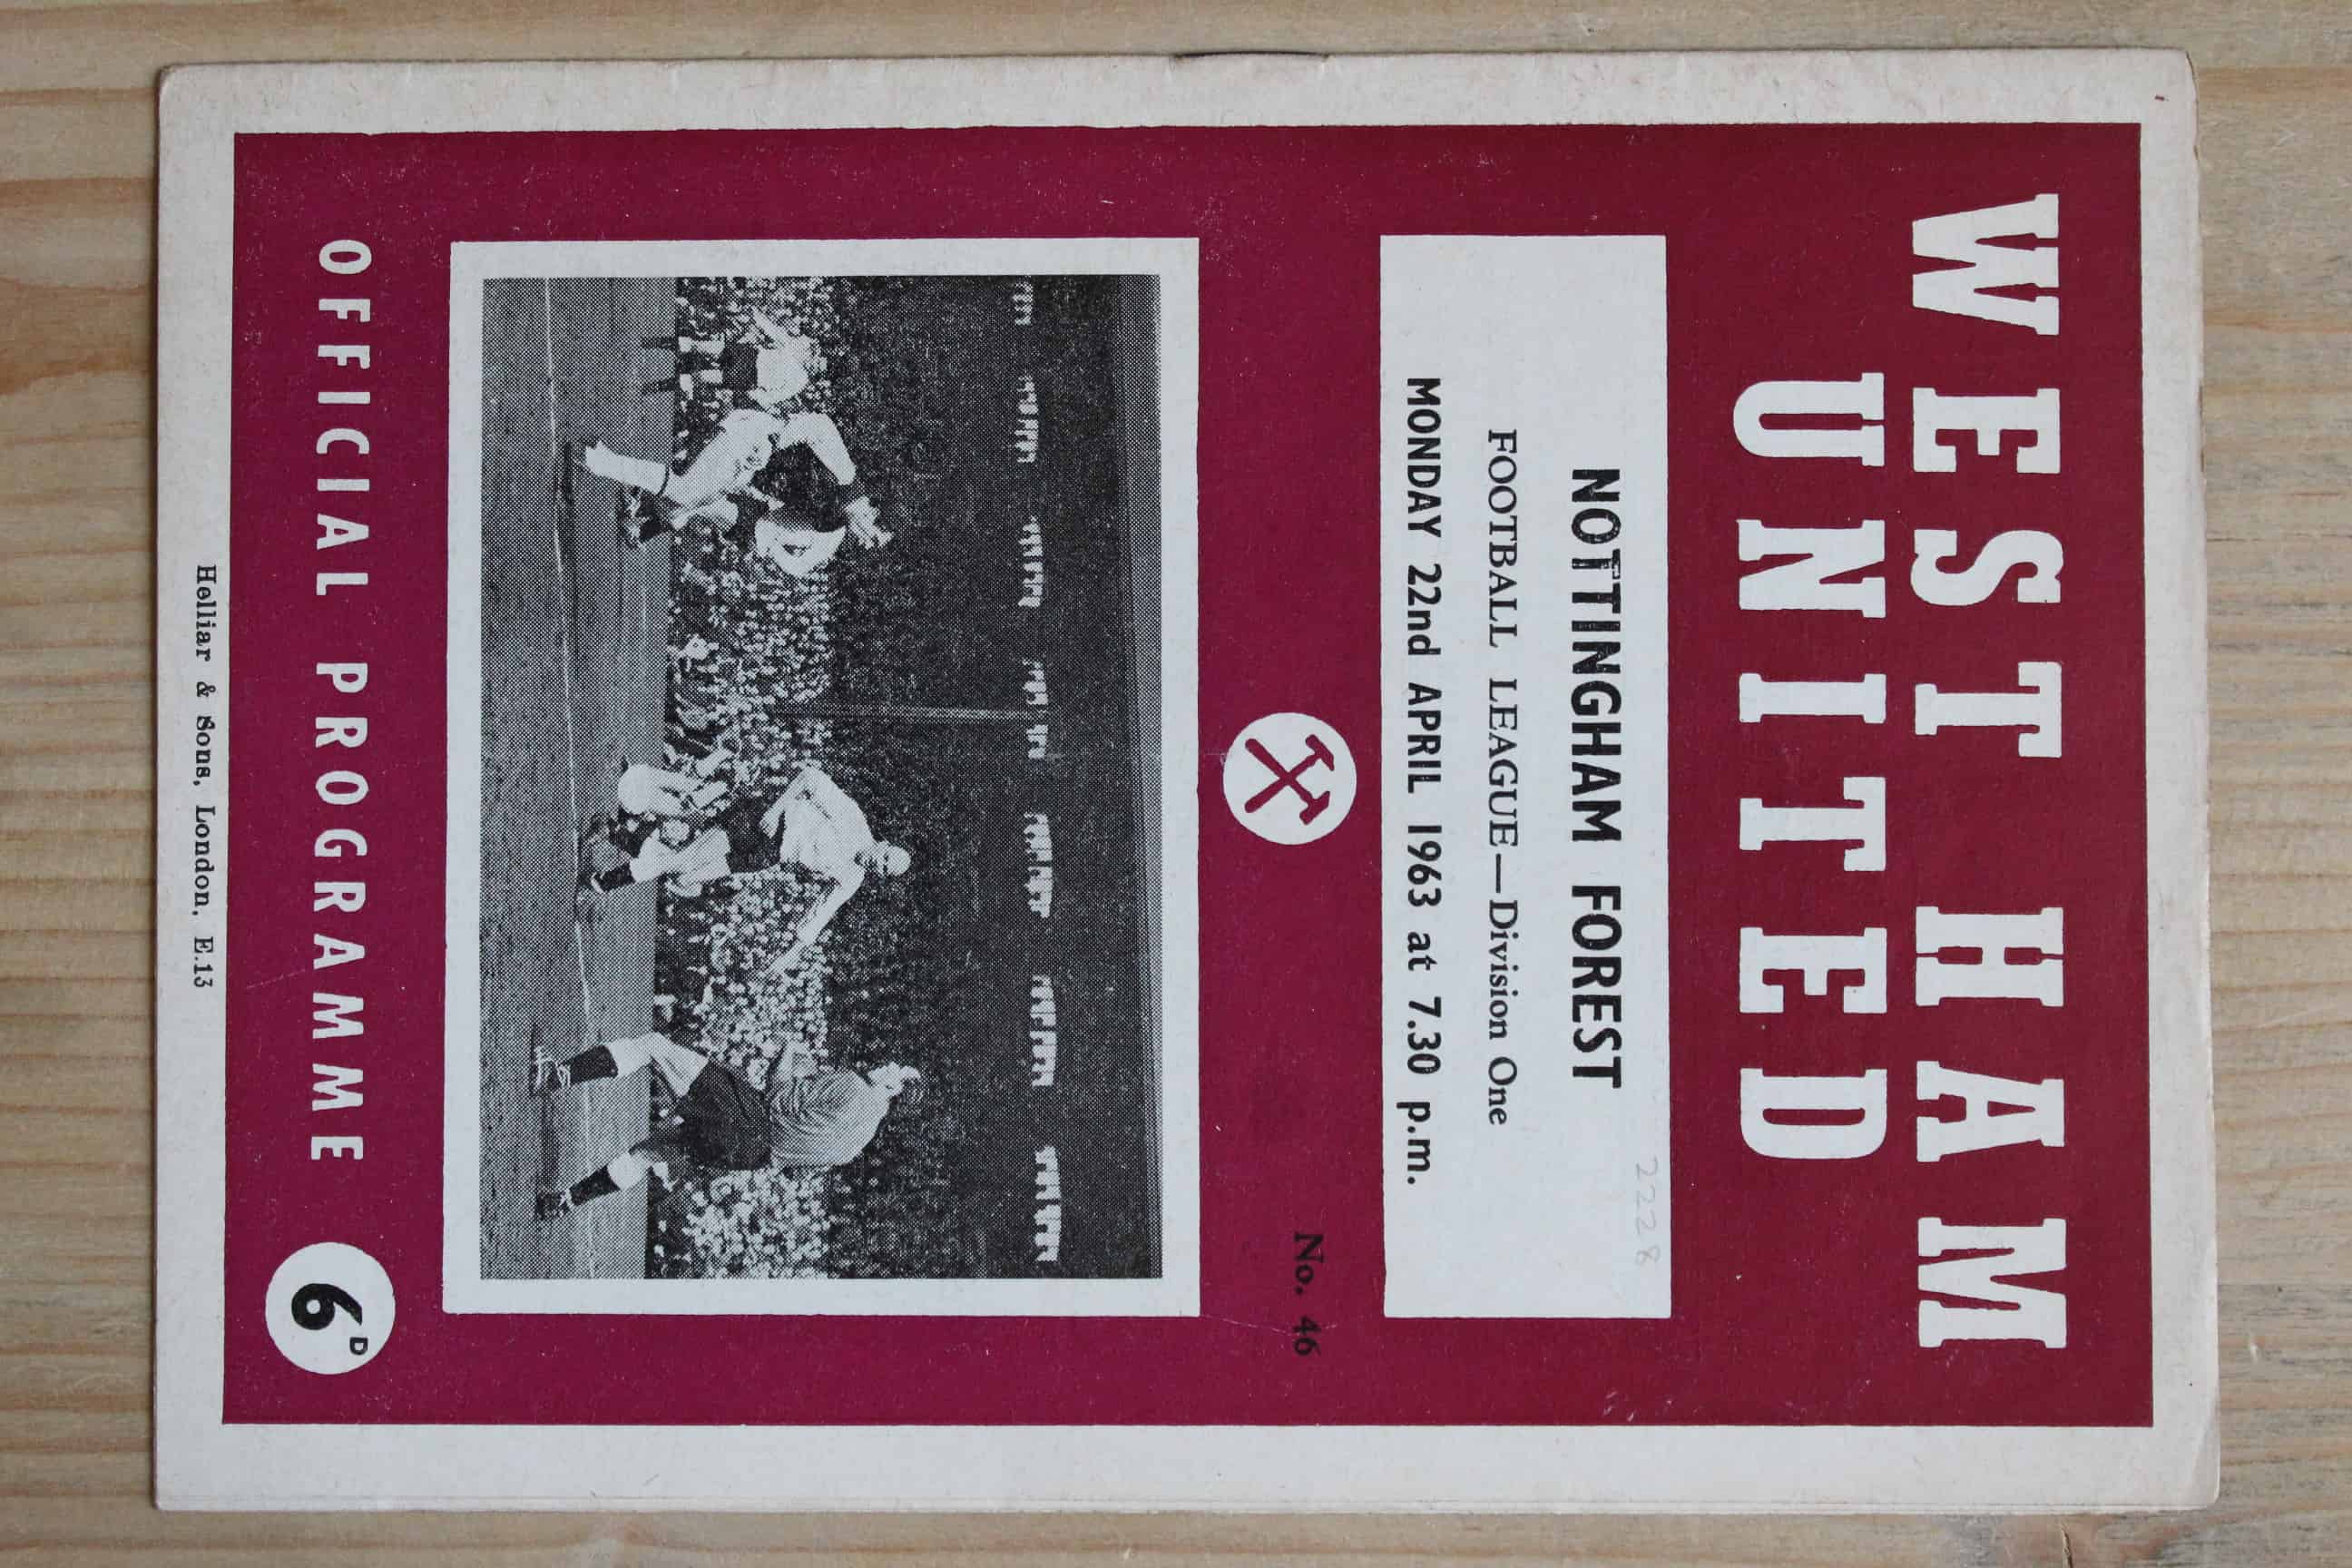 WEST HAM
UNITED
2228
NOTTINGHAM FOREST
FOOTBALL LEAGUE—Division One
MONDAY 22nd APRIL 1963 at 7.30 p.m.
No. 46
OFFICIAL PROGRAMME
6D
Helliar & Sons, London, E.13